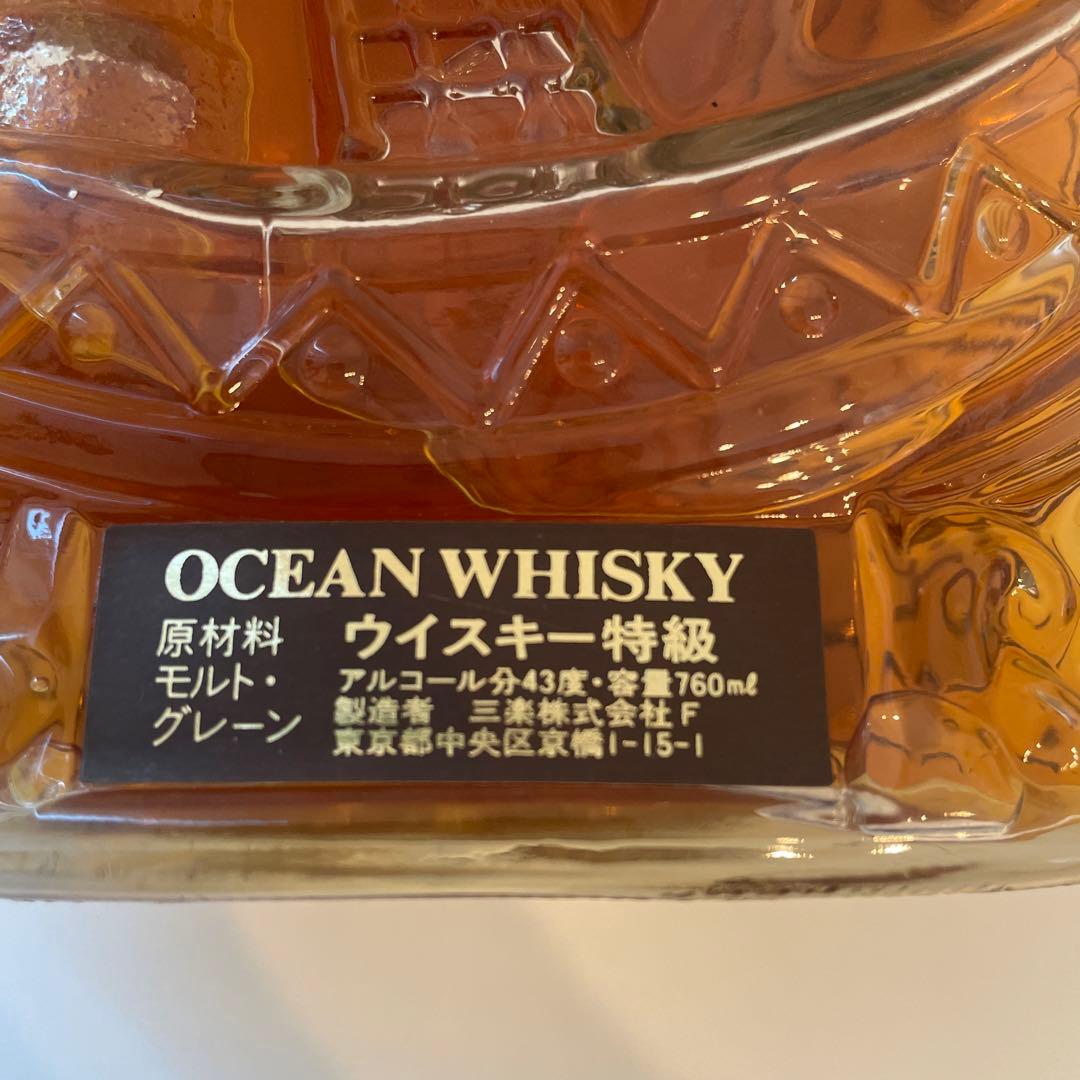 OCEAN WHISKY
原材料 ウイスキー特級
モルト・ アルコール分43度・容量760mℓ
グレーン 製造者 三楽株式会社 F
東京都中央区京橋1-15-1